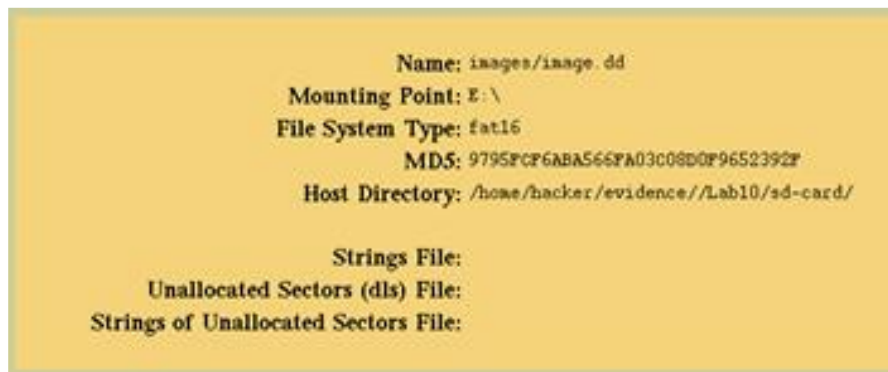 Name: images/image.dd
Mounting Point: E:\
File System Type: fat16
MD5: 9795FCF6ABA566FA03C08D0F9652392F
Host Directory: /home/hacker/evidence//Lab10/sd-card/
Strings File:
Unallocated Sectors (dls) File:
Strings of Unallocated Sectors File: